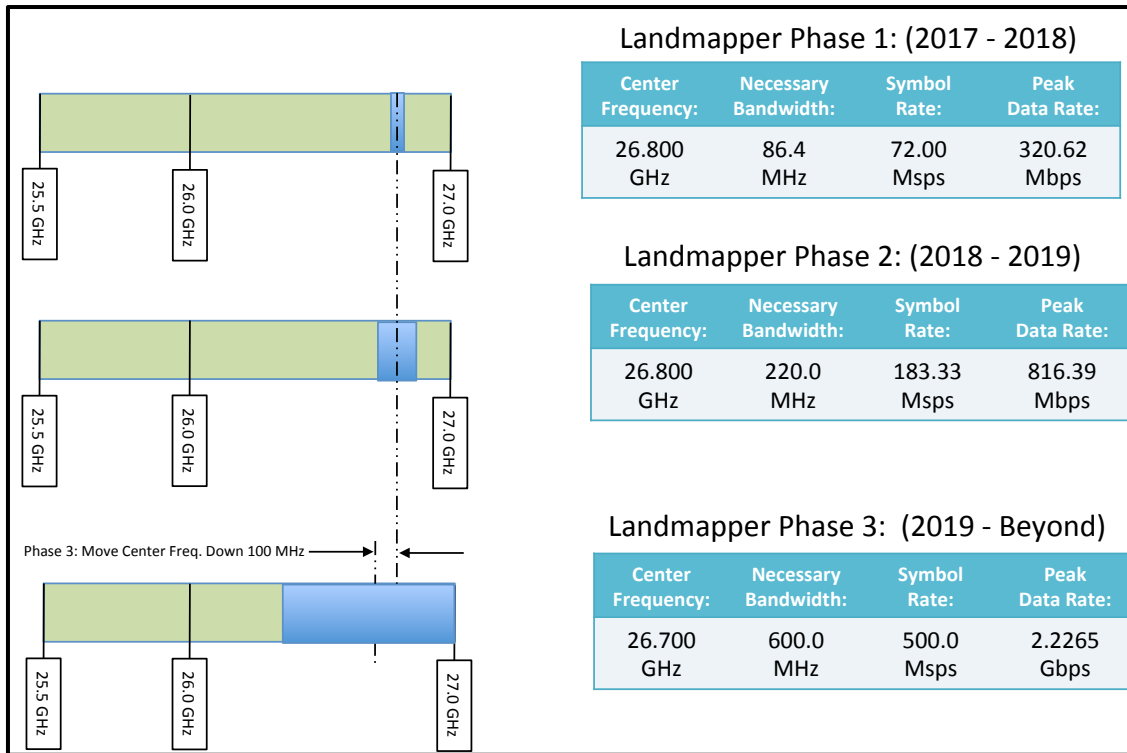 Landmapper Phase 1: (2017 - 2018)
Center Frequency: Necessary Bandwidth: Symbol Rate: Peak Data Rate:
26.800 GHz 86.4 MHz 72.00 Msps 320.62 Mbps
25.5 GHz
26.0 GHz
27.0 GHz
Landmapper Phase 2: (2018 - 2019)
Center Frequency: Necessary Bandwidth: Symbol Rate: Peak Data Rate:
26.800 GHz 220.0 MHz 183.33 Msps 816.39 Mbps
25.5 GHz
26.0 GHz
27.0 GHz
Phase 3: Move Center Freq. Down 100 MHz
Landmapper Phase 3: (2019 - Beyond)
Center Frequency: Necessary Bandwidth: Symbol Rate: Peak Data Rate:
26.700 GHz 600.0 MHz 500.0 Msps 2.2265 Gbps
25.5 GHz
26.0 GHz
27.0 GHz